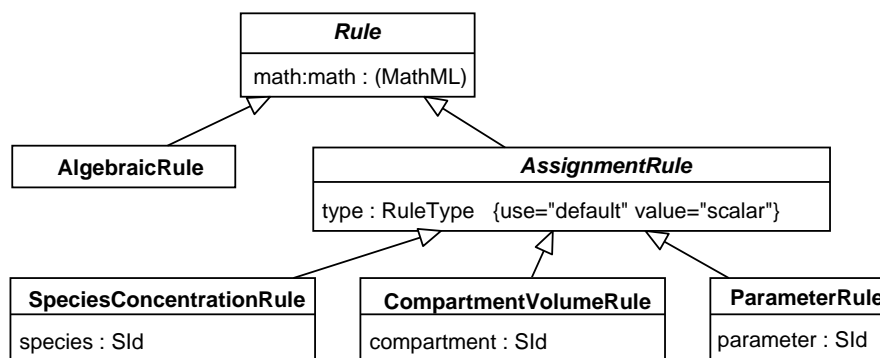 Rule
math:math : (MathML)
AlgebraicRule
AssignmentRule
type : RuleType {use="default" value="scalar"}
SpeciesConcentrationRule
species : SId
CompartmentVolumeRule
compartment : SId
ParameterRule
parameter : SId